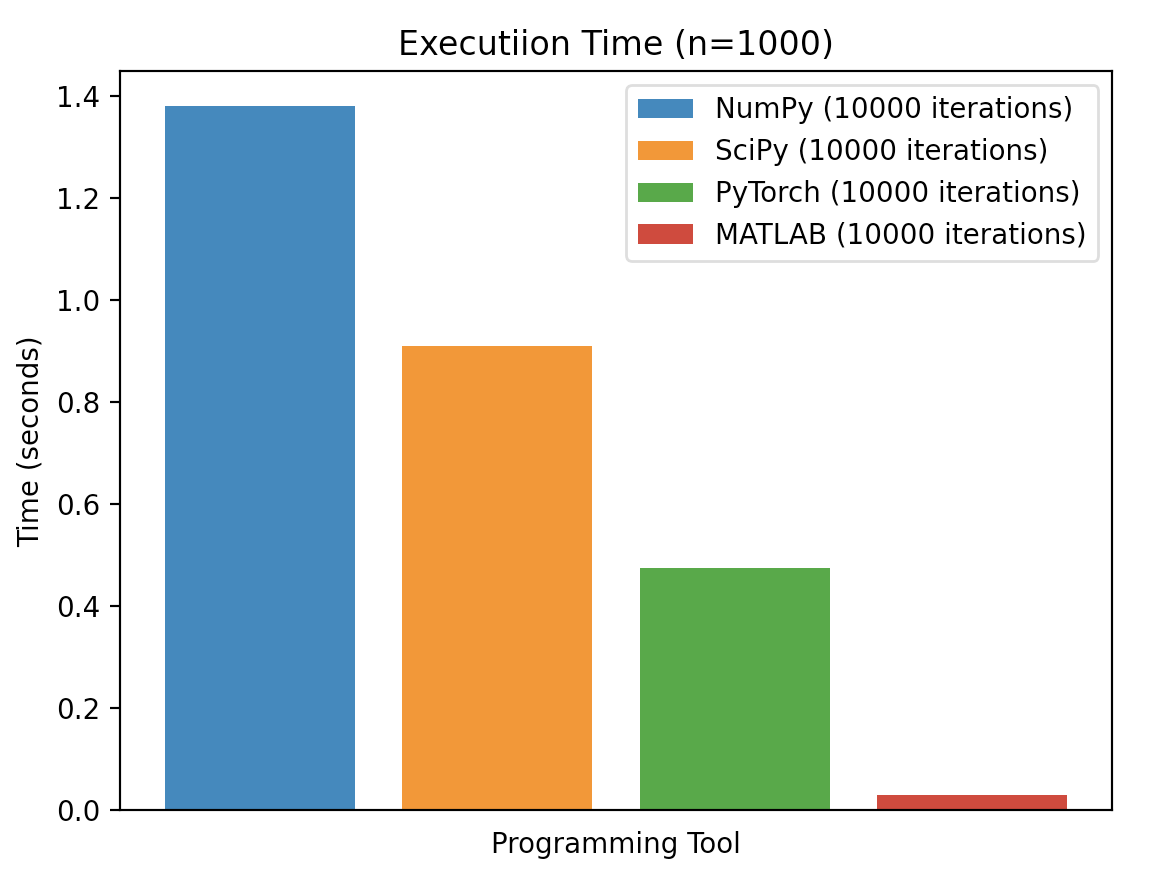 Executiion Time (n=1000)
NumPy (10000 iterations)
SciPy (10000 iterations)
PyTorch (10000 iterations)
MATLAB (10000 iterations)
Time (seconds)
1.4
1.2
1.0
0.8
0.6
0.4
0.2
0.0
Programming Tool